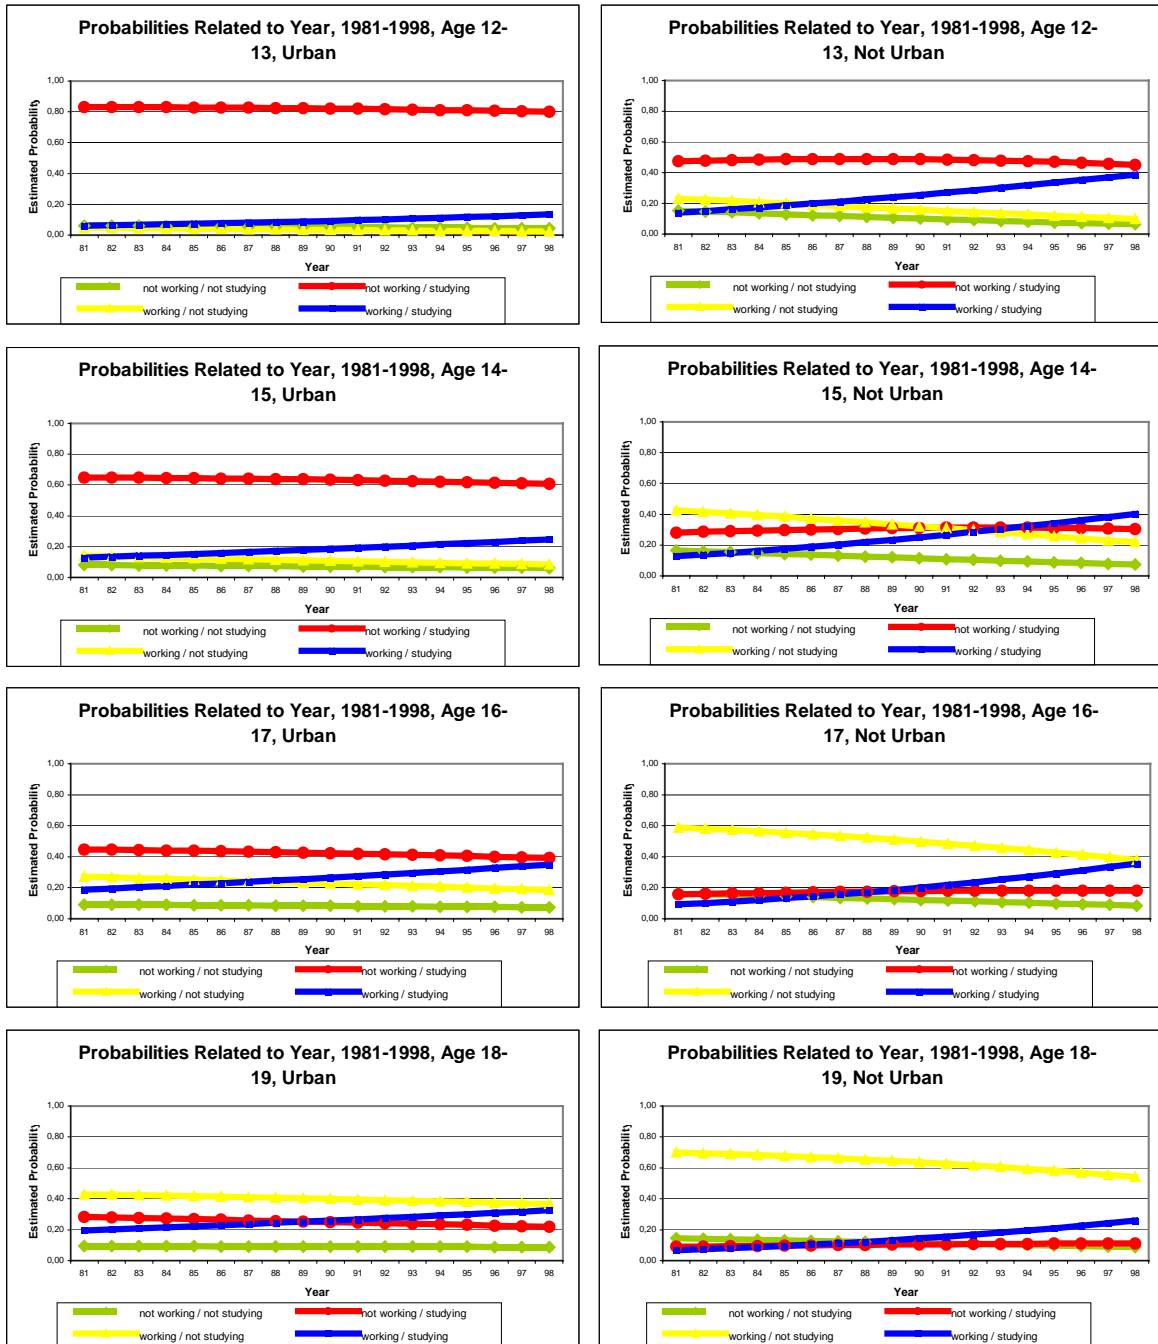 Probabilities Related to Year, 1981-1998, Age 12-
13, Urban
Estimated Probability
1,00
0,80
0,60
0,40
0,20
0,00
81 82 83 84 85 86 87 88 89 90 91 92 93 94 95 96 97 98
Year
not working / not studying
not working / studying
working / not studying
working / studying
Probabilities Related to Year, 1981-1998, Age 12-
13, Not Urban
Estimated Probability
1,00
0,80
0,60
0,40
0,20
0,00
81 82 83 84 85 86 87 88 89 90 91 92 93 94 95 96 97 98
Year
not working / not studying
not working / studying
working / not studying
working / studying
Probabilities Related to Year, 1981-1998, Age 14-
15, Urban
Estimated Probability
1,00
0,80
0,60
0,40
0,20
0,00
81 82 83 84 85 86 87 88 89 90 91 92 93 94 95 96 97 98
Year
not working / not studying
not working / studying
working / not studying
working / studying
Probabilities Related to Year, 1981-1998, Age 14-
15, Not Urban
Estimated Probability
1,00
0,80
0,60
0,40
0,20
0,00
81 82 83 84 85 86 87 88 89 90 91 92 93 94 95 96 97 98
Year
not working / not studying
not working / studying
working / not studying
working / studying
Probabilities Related to Year, 1981-1998, Age 16-
17, Urban
Estimated Probability
1,00
0,80
0,60
0,40
0,20
0,00
81 82 83 84 85 86 87 88 89 90 91 92 93 94 95 96 97 98
Year
not working / not studying
not working / studying
working / not studying
working / studying
Probabilities Related to Year, 1981-1998, Age 16-
17, Not Urban
Estimated Probability
1,00
0,80
0,60
0,40
0,20
0,00
81 82 83 84 85 86 87 88 89 90 91 92 93 94 95 96 97 98
Year
not working / not studying
not working / studying
working / not studying
working / studying
Probabilities Related to Year, 1981-1998, Age 18-
19, Urban
Estimated Probability
1,00
0,80
0,60
0,40
0,20
0,00
81 82 83 84 85 86 87 88 89 90 91 92 93 94 95 96 97 98
Year
not working / not studying
not working / studying
working / not studying
working / studying
Probabilities Related to Year, 1981-1998, Age 18-
19, Not Urban
Estimated Probability
1,00
0,80
0,60
0,40
0,20
0,00
81 82 83 84 85 86 87 88 89 90 91 92 93 94 95 96 97 98
Year
not working / not studying
not working / studying
working / not studying
working / studying